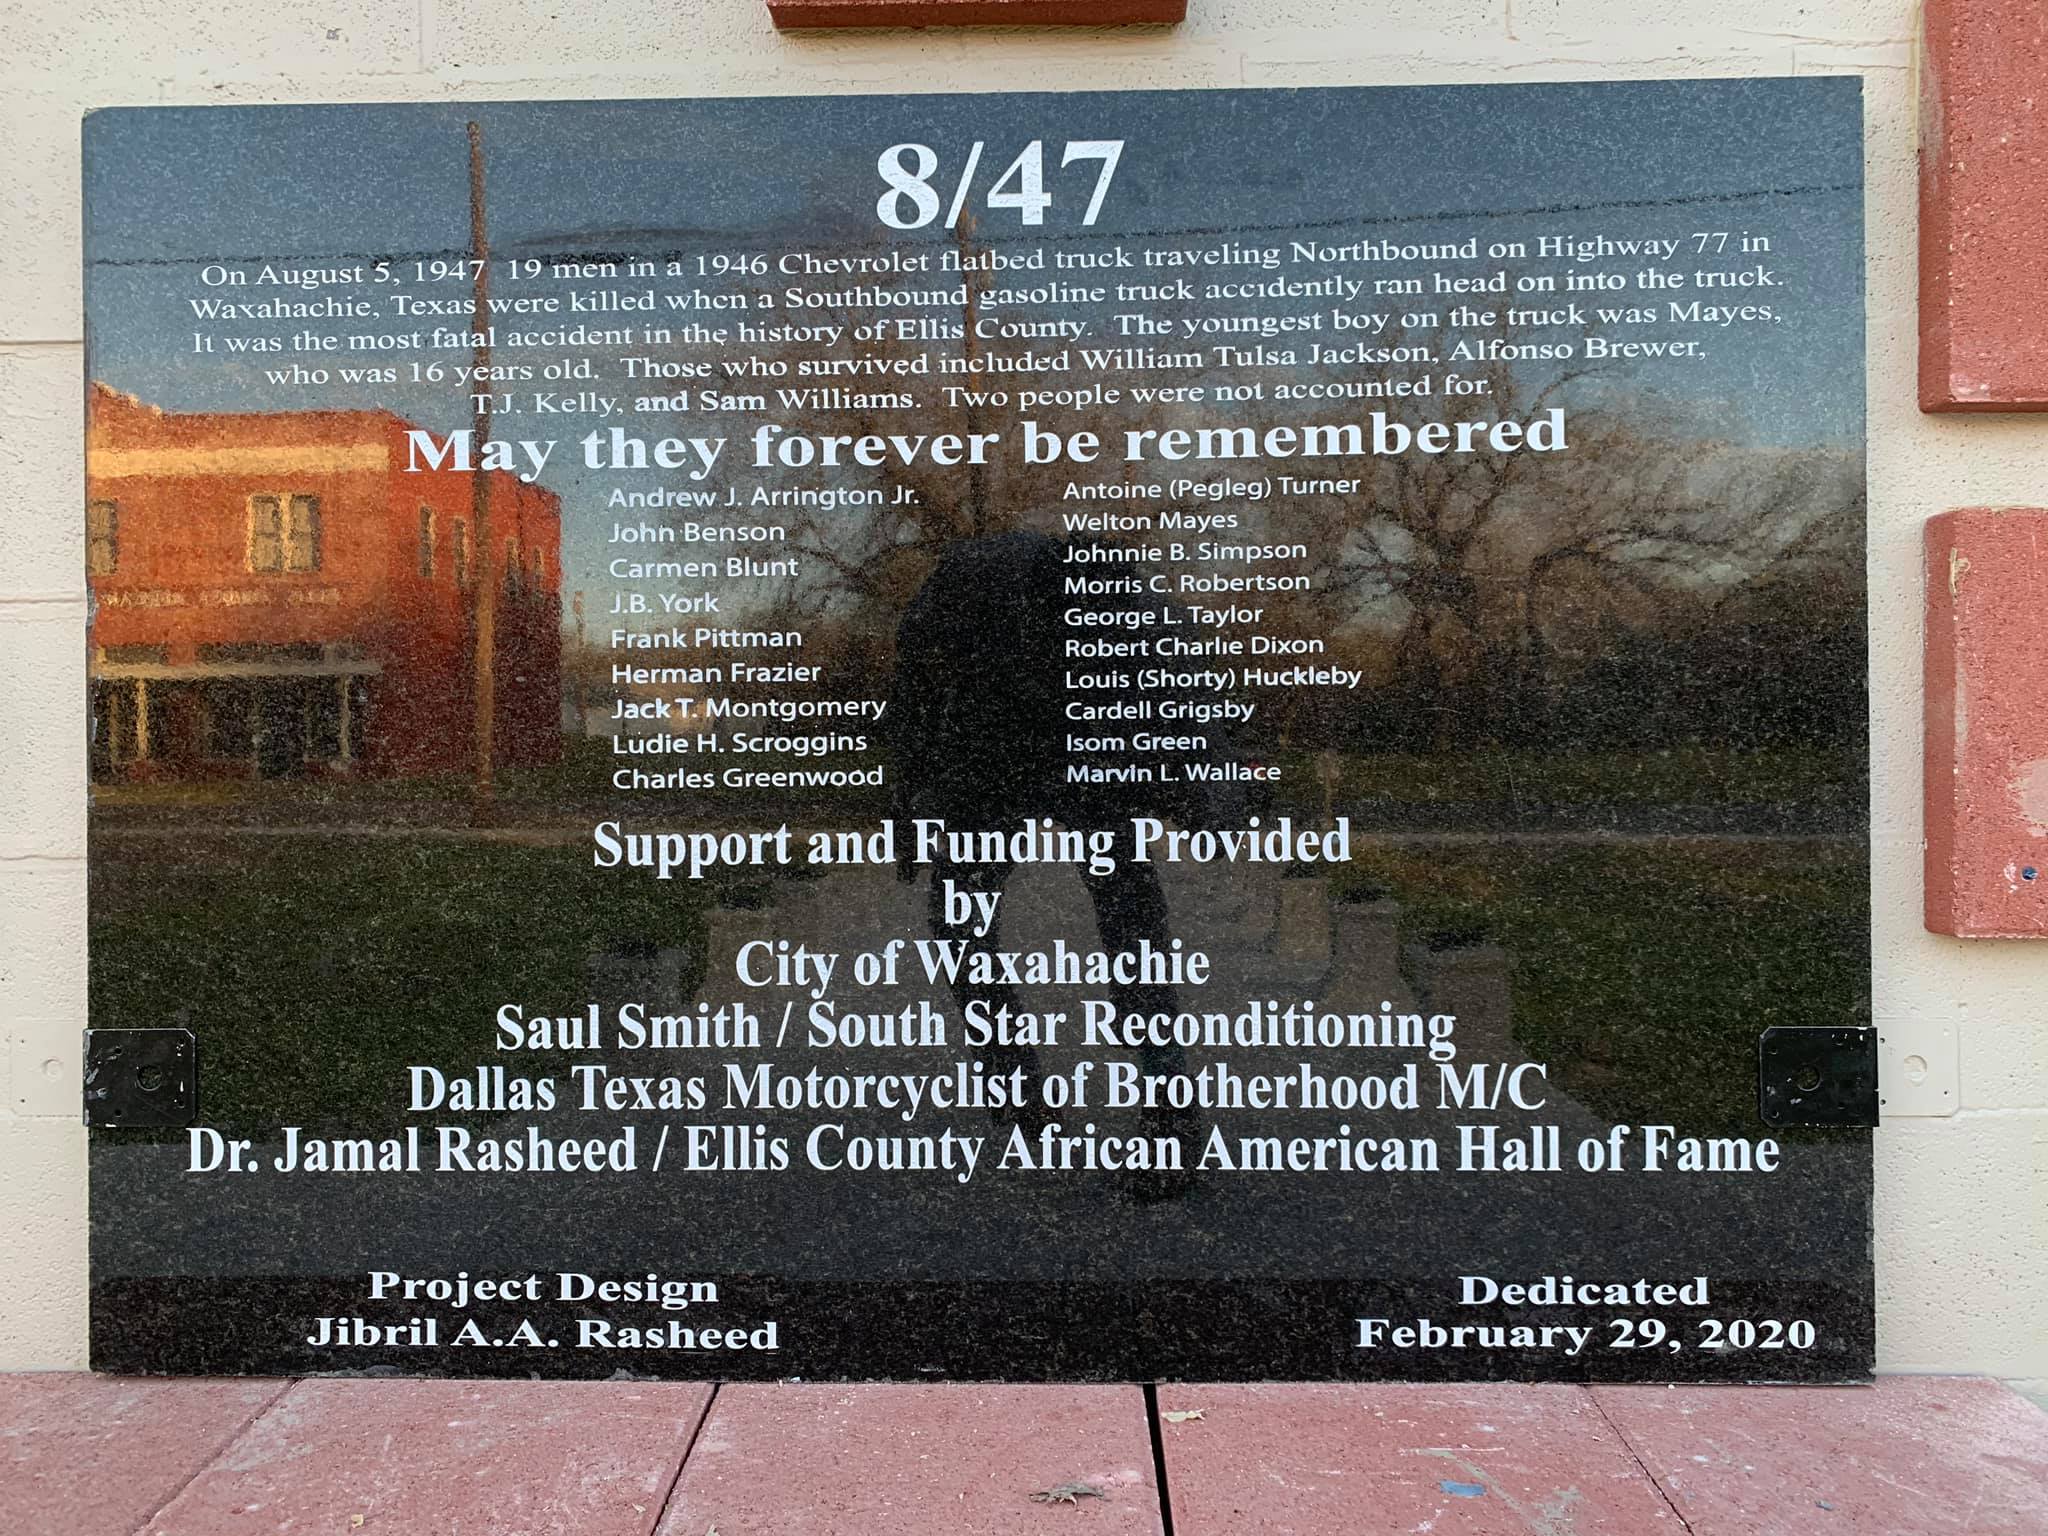 8/47
On August 5, 1947 19 men in a 1946 Chevrolet flatbed truck traveling Northbound on Highway 77 in
Waxahachie, Texas were killed when a Southbound gasoline truck accidently ran head on into the truck.
It was the most fatal accident in the history of Ellis County. The youngest boy on the truck was Mayes,
who was 16 years old. Those who survived included William Tulsa Jackson, Alfonso Brewer,
T.J. Kelly, and Sam Williams. Two people were not accounted for.
May they forever be remembered
Andrew J. Arrington Jr.
John Benson
Carmen Blunt
J.B. York
Frank Pittman
Herman Frazier
Jack T. Montgomery
Ludie H. Scroggins
Charles Greenwood
Antoine (Pegleg) Turner
Welton Mayes
Johnnie B. Simpson
Morris C. Robertson
George L. Taylor
Robert Charlie Dixon
Louis (Shorty) Huckleby
Cardell Grigsby
Isom Green
Marvin L. Wallace
Support and Funding Provided
by
City of Waxahachie
Saul Smith / South Star Reconditioning
Dallas Texas Motorcyclist of Brotherhood M/C
Dr. Jamal Rasheed / Ellis County African American Hall of Fame
Project Design
Jibril A.A. Rasheed
Dedicated
February 29, 2020